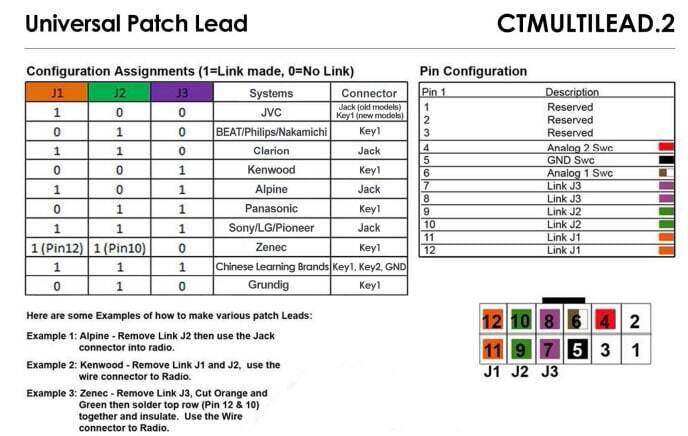 Universal Patch Lead CTMULTILEAD.2
Configuration Assignments (1=Link made, 0=No Link)
J1 J2 J3 Systems Connector
1 0 0 JVC Jack (old models) Key1 (new models)
0 1 0 BEAT/Philips/Nakamichi Key1
1 1 0 Clarion Jack
0 0 1 Kenwood Key1
1 0 1 Alpine Jack
0 1 1 Panasonic Key1
1 1 1 Sony/LG/Pioneer Jack
1 (Pin12) 1 (Pin10) 0 Zenec Key1
1 1 1 Chinese Learning Brands Key1, Key2, GND
0 1 0 Grundig Key1
Pin Configuration
Pin 1 Description
1 Reserved
2 Reserved
3 Reserved
4 Analog 2 Swc
5 GND Swc
6 Analog 1 Swc
7 Link J3
8 Link J3
9 Link J2
10 Link J2
11 Link J1
12 Link J1
Here are some Examples of how to make various patch Leads:
Example 1: Alpine - Remove Link J2 then use the Jack
connector into radio.
Example 2: Kenwood - Remove Link J1 and J2, use the
wire connector to Radio.
Example 3: Zenec - Remove Link J3, Cut Orange and
Green then solder top row (Pin 12 & 10)
together and insulate. Use the Wire
connector to Radio.
12 10 8 6 4 2
11 9 7 5 3 1
J1 J2 J3